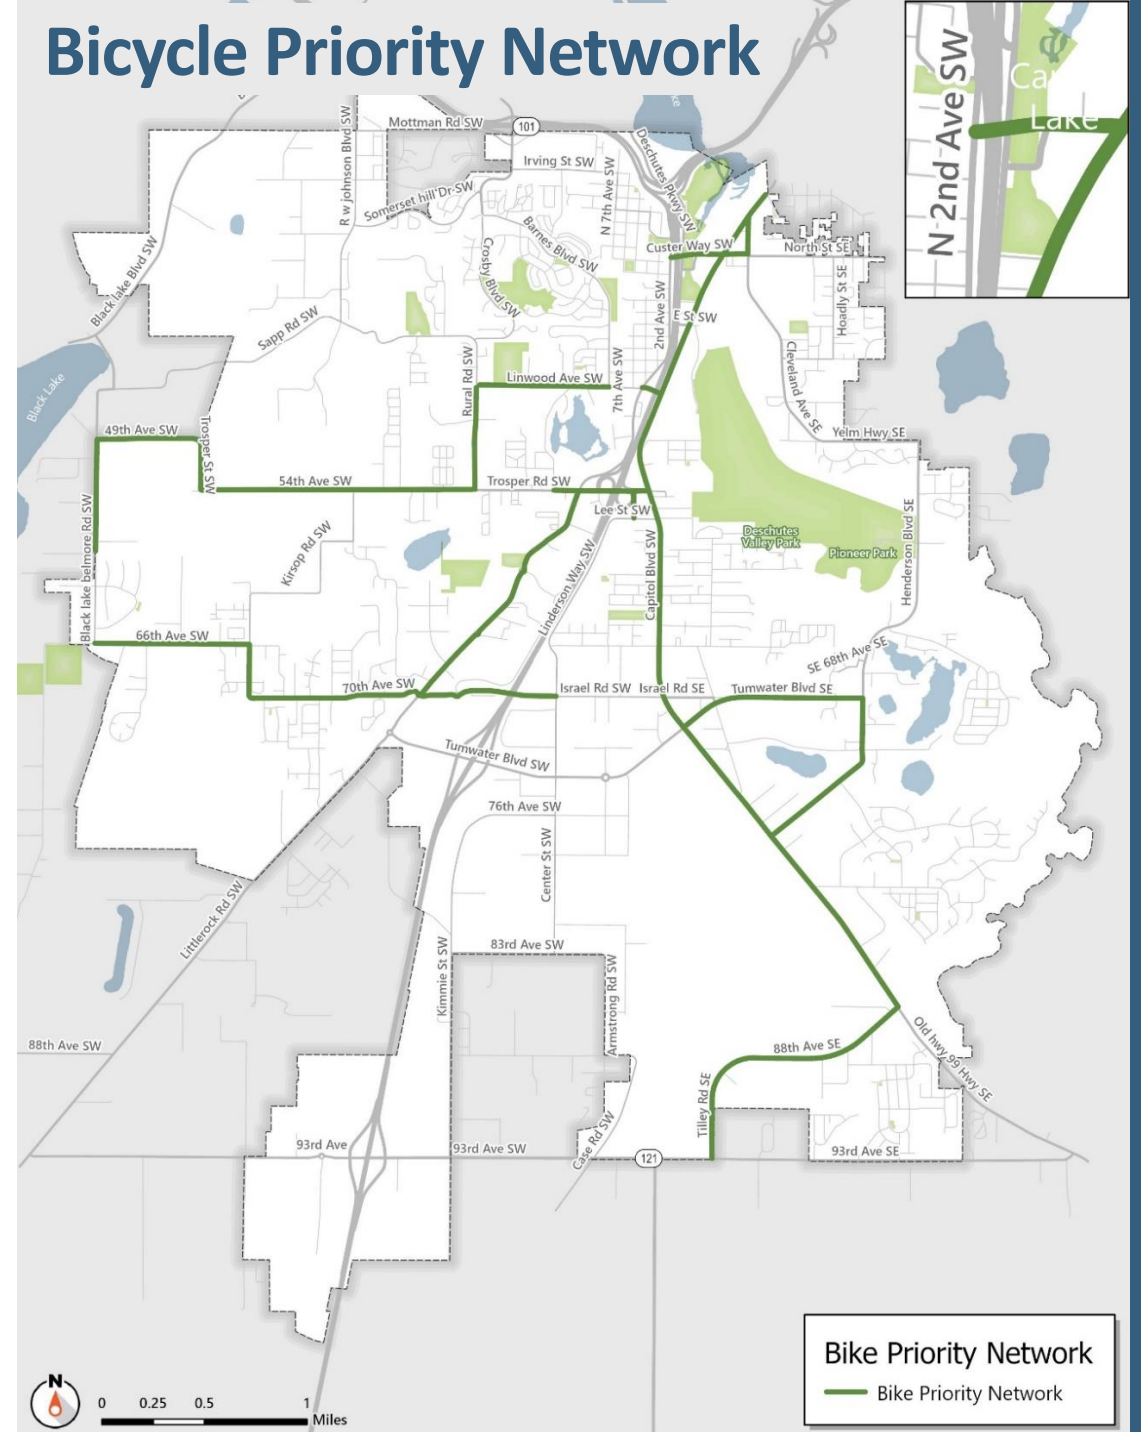 Bicycle Priority Network
N 2nd Ave SW
Lake
Mottman Rd SW
101
Irving St SW
R w johnson Blvd SW
Somerset hill Dr SW
N 7th Ave SW
Deschutes Pkwy SW
Barnes Blvd SW
Crosby Blvd SW
Custer Way SW
North St SE
Hoadly St SE
Black lake Blvd SW
Sapp Rd SW
2nd Ave SW
E St SW
Cleveland Ave SE
Black Lake
Rural Rd SW
Linwood Ave SW
7th Ave SW
49th Ave SW
Trosper St SW
Yelm Hwy SE
54th Ave SW
Trosper Rd SW
Lee St SW
Black lake belmore Rd SW
Kirsop Rd SW
Linderson Way SW
Capitol Blvd SW
Deschutes
Valley Park
Pioneer Park
Henderson Blvd SE
66th Ave SW
SE 68th Ave SE
70th Ave SW
Israel Rd SW
Israel Rd SE
Tumwater Blvd SE
Tumwater Blvd SW
76th Ave SW
Center St SW
Littlerock Rd SW
83rd Ave SW
Kimmie St SW
Armstrong Rd SW
88th Ave SW
88th Ave SE
Old hwy 99 Hwy SE
Tilley Rd SE
93rd Ave
93rd Ave SW
Case Rd SW
121
93rd Ave SE
Bike Priority Network
Bike Priority Network
N
0 0.25 0.5 1
Miles